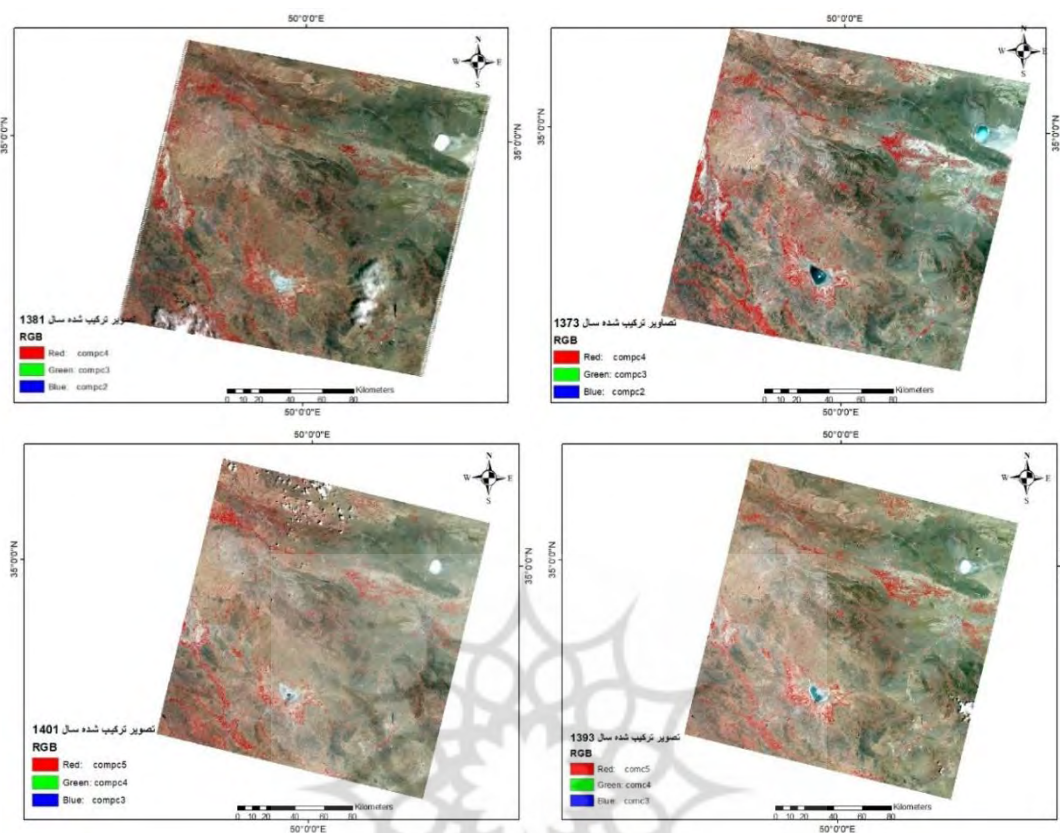 50°0'0"E
N
W E
S
35°0'0"N
35°0'0"N
ویر ترکیب شده سال 1381
RGB
Red: compc4
Green: compc3
Blue: compc2
Kilometers
0 10 20 40 60 80
50°0'0"E
50°0'0"E
N
W E
S
35°0'0"N
تصاویر ترکیب شده سال 1373
RGB
Red: compc4
Green: compc3
Blue: compc2
Kilometers
0 10 20 40 60 80
50°0'0"E
50°0'0"E
N
W E
S
35°0'0"N
35°0'0"N
تصویر ترکیب شده سال 1401
RGB
Red: compc5
Green: compc4
Blue: compc3
Kilometers
0 10 20 40 60 80
50°0'0"E
50°0'0"E
N
W E
S
35°0'0"N
تصویر ترکیب شده سال 1393
RGB
Red: comc5
Green: comc4
Blue: comc3
Kilometers
0 10 20 40 60 80
50°0'0"E